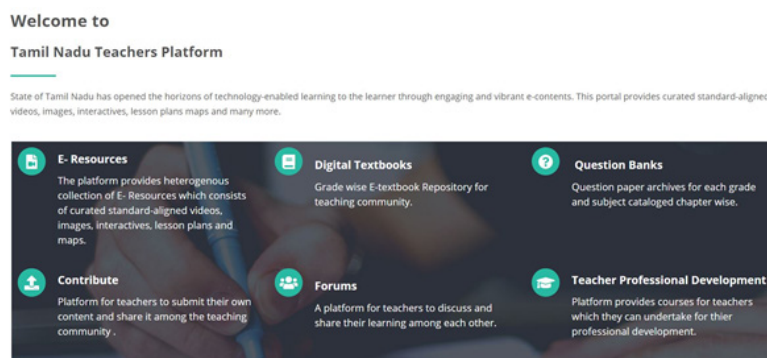 Welcome to
Tamil Nadu Teachers Platform
State of Tamil Nadu has opened the horizons of technology-enabled learning to the learner through engaging and vibrant e-contents. This portal provides curated standard-aligned
videos, images, interactives, lesson plans maps and many more.
E- Resources
The platform provides heterogenous
collection of E- Resources which consists
of curated standard-aligned videos,
images, interactives, lesson plans and
maps.
Digital Textbooks
Grade wise E-textbook Repository for
teaching community.
Question Banks
Question paper archives for each grade
and subject cataloged chapter wise.
Contribute
Platform for teachers to submit their own
content and share it among the teaching
community .
Forums
A platform for teachers to discuss and
share their learning among each other.
Teacher Professional Development
Platform provides courses for teachers
which they can undertake for thier
professional development.